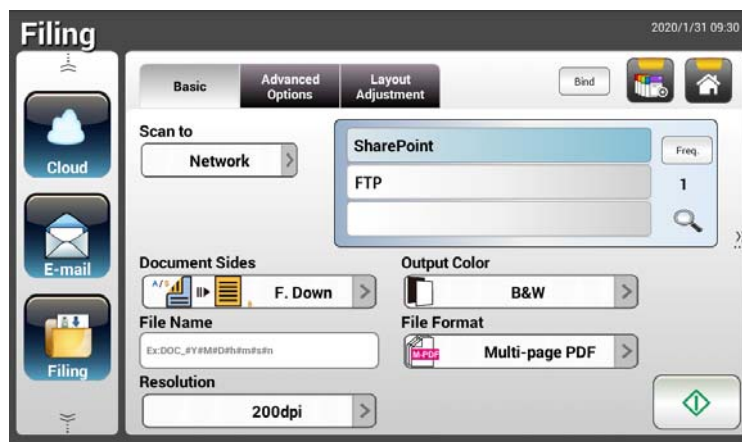 Filing
2020/1/31 09:30
Basic
Advanced
Options
Layout
Adjustment
Bind
Cloud
E-mail
Filing
Scan to
Network
SharePoint
FTP
Freq.
1
Document Sides
A/S
F. Down
Output Color
B&W
File Name
Ex:DOC_#Y#M#D#h#m#s#n
File Format
M-PDF
Multi-page PDF
Resolution
200dpi